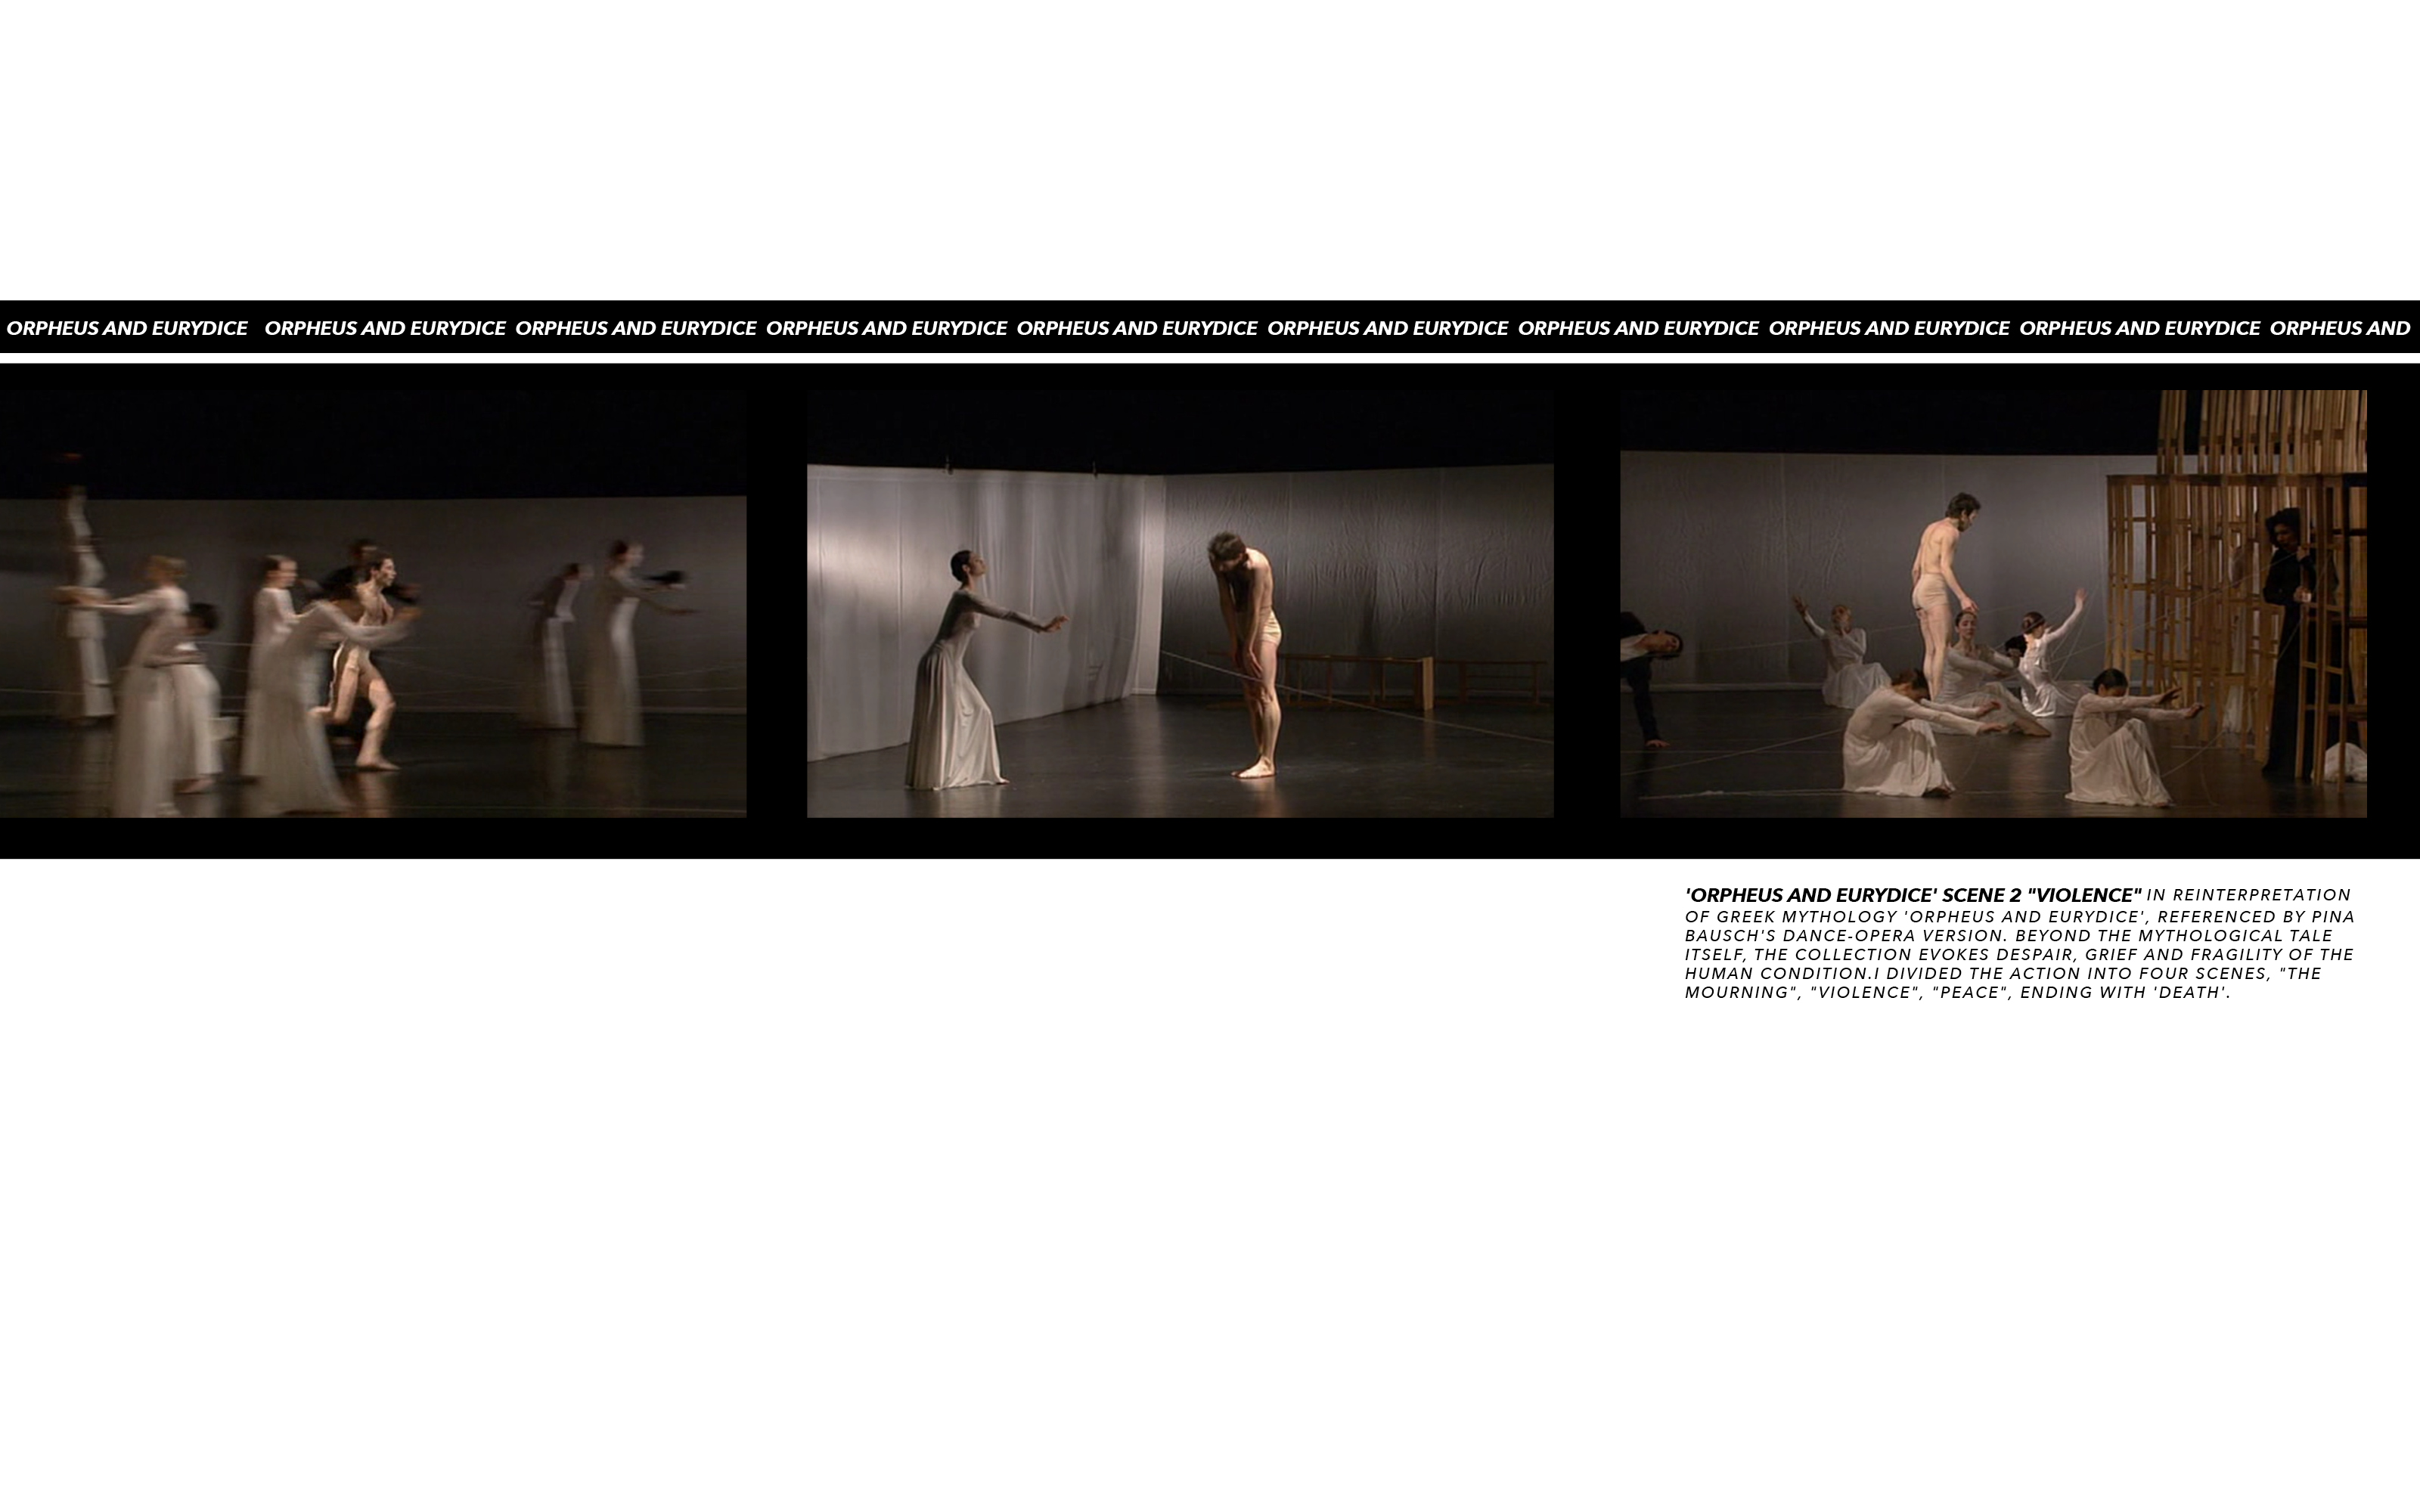 ORPHEUS AND EURYDICE ORPHEUS AND EURYDICE ORPHEUS AND EURYDICE ORPHEUS AND EURYDICE ORPHEUS AND EURYDICE ORPHEUS AND EURYDICE ORPHEUS AND EURYDICE ORPHEUS AND EURYDICE ORPHEUS AND EURYDICE ORPHEUS AND
'ORPHEUS AND EURYDICE' SCENE 2 "VIOLENCE" IN REINTERPRETATION
OF GREEK MYTHOLOGY 'ORPHEUS AND EURYDICE', REFERENCED BY PINA
BAUSCH'S DANCE-OPERA VERSION. BEYOND THE MYTHOLOGICAL TALE
ITSELF, THE COLLECTION EVOKES DESPAIR, GRIEF AND FRAGILITY OF THE
HUMAN CONDITION.I DIVIDED THE ACTION INTO FOUR SCENES, "THE
MOURNING", "VIOLENCE", "PEACE", ENDING WITH 'DEATH'.